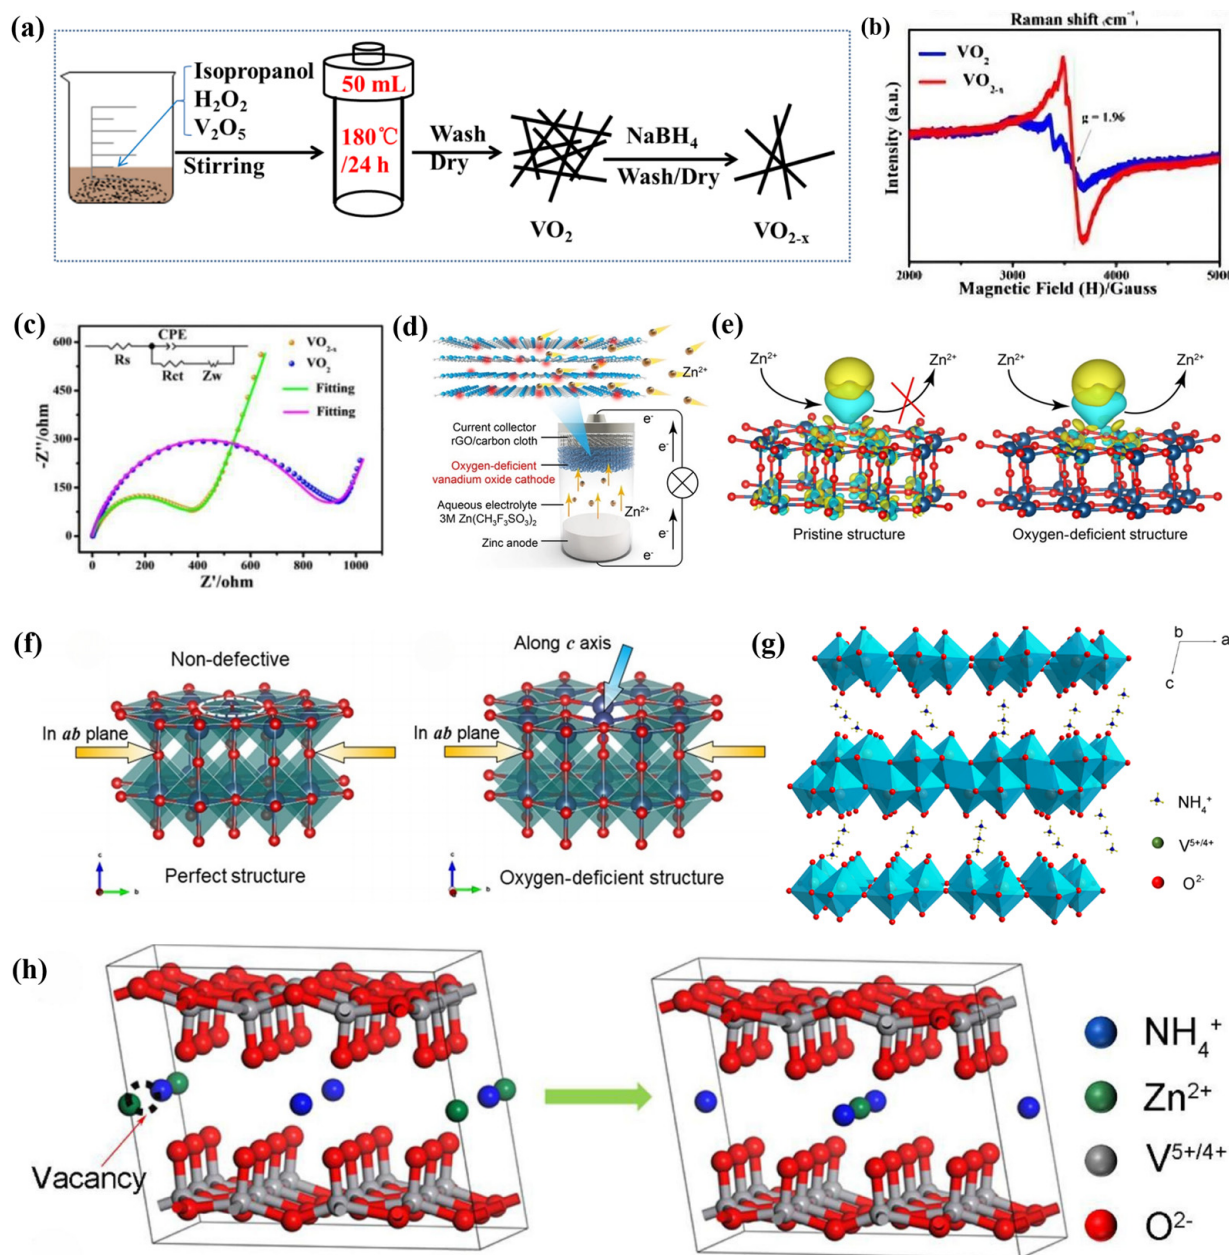 (a)
Isopropanol
H₂O₂
V₂O₅
Stirring
50 mL
180℃
/24 h
Wash
Dry
VO₂
NaBH₄
Wash/Dry
VO₂₋ₓ
(b)
Raman shift (cm⁻¹)
VO₂
VO₂₋ₓ
g = 1.96
Intensity (a.u.)
2000 3000 4000 5000
Magnetic Field (H)/Gauss
(c)
600
450
300
150
0
-Z''/ohm
CPE
Rs
Rct
Zw
VO₂₋ₓ
VO₂
Fitting
Fitting
0 200 400 600 800 1000
Z'/ohm
(d)
Zn²⁺
Current collector
rGO/carbon cloth
Oxygen-deficient
vanadium oxide cathode
Aqueous electrolyte
3M Zn(CH₃F₃SO₃)₂
Zinc anode
Zn²⁺
e⁻
e⁻
e⁻
e⁻
(e)
Zn²⁺ Zn²⁺
Pristine structure
Zn²⁺ Zn²⁺
Oxygen-deficient structure
(f)
Non-defective
In ab plane
c
b
Perfect structure
Along c axis
In ab plane
c
b
Oxygen-deficient structure
(g)
b
a
c
NH₄⁺
V⁵⁺/⁴⁺
O²⁻
(h)
Vacancy
NH₄⁺
Zn²⁺
V⁵⁺/⁴⁺
O²⁻